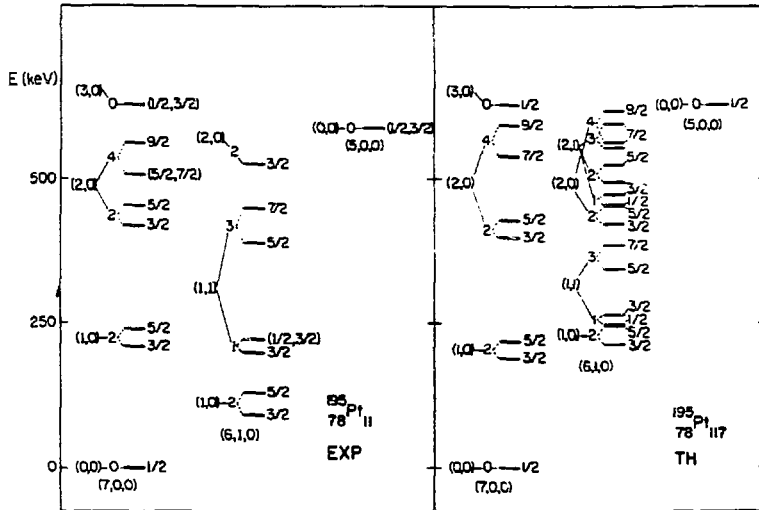 E (keV)
500
250
0
(3,0) 0 (1/2,3/2)
4 9/2
(5/2,7/2)
(2,0)
2 5/2
3/2
(1,0) 2 5/2
3/2
(0,0) 0 1/2
(7,0,0)
(2,0) 2 3/2
3 7/2
5/2
(1,1)
1 (1/2,3/2)
3/2
(1,0) 2 5/2
3/2
(6,1,0)
(0,0) 0 (1/2,3/2)
(5,0,0)
195
78 Pt 11
EXP
(3,0) 0 1/2
4 9/2
7/2
(2,0)
2 5/2
3/2
(1,0) 2 5/2
3/2
(0,0) 0 1/2
(7,0,0)
4 9/2
3 7/2
(2,1)
2 5/2
(2,0)
3/2
1/2
5/2
2 3/2
3 7/2
5/2
(1,1)
3/2
1 1/2
(1,0) 2 5/2
3/2
(6,1,0)
(0,0) 0 1/2
(5,0,0)
195
78 Pt 117
TH